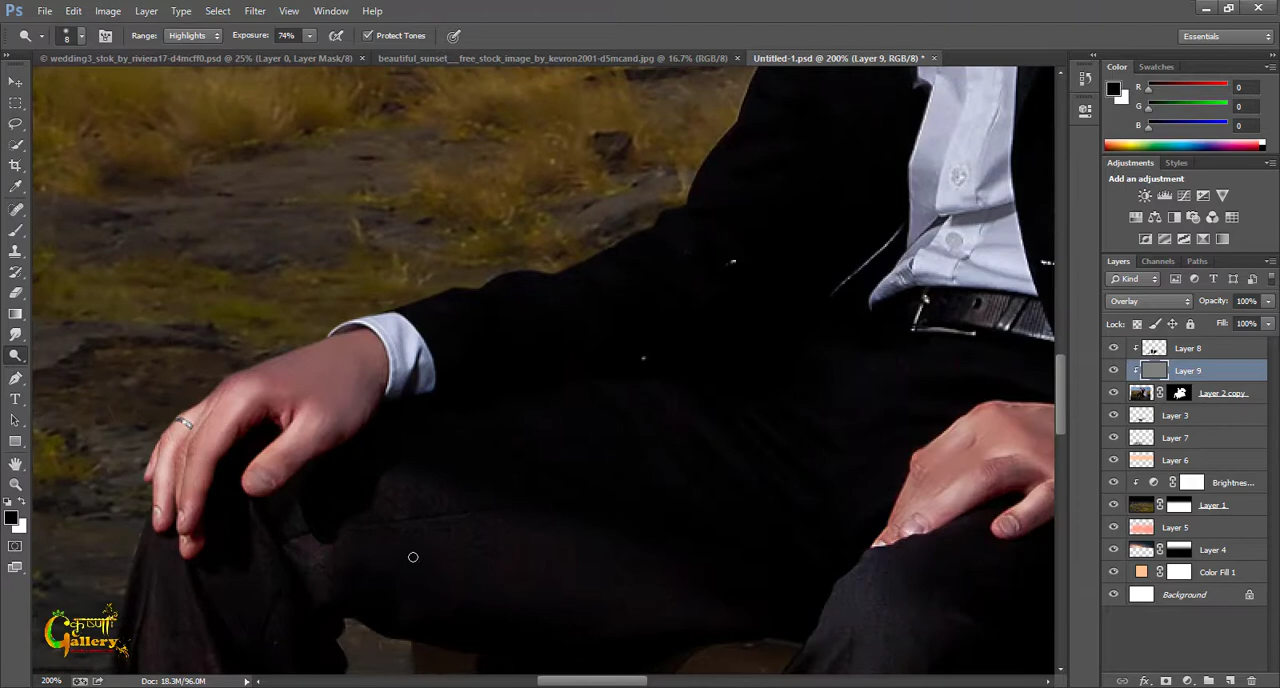 Ps File Edit Image Layer Type Select Filter View Window Help
8 Range: Highlights Exposure: 74% Protect Tones Essentials
wedding3_stok_by_riviera17-d4mcff0.psd @ 25% (Layer 0, Layer Mask/8) × beautiful_sunset__free_stock_image_by_kevron2001-d5mcand.jpg @ 16.7% (RGB/8) × Untitled-1.psd @ 200% (Layer 9, RGB/8) * ×
Color Swatches
R 0
G 0
B 0
Adjustments Styles
Add an adjustment
Layers Channels Paths
Kind
Overlay Opacity: 100%
Lock: Fill: 100%
Layer 8
Layer 9
Layer 2 copy
Layer 3
Layer 7
Layer 6
Brightnes...
Layer 1
Layer 5
Layer 4
Color Fill 1
Background
Gallery
200% Doc: 18.3M/96.0M